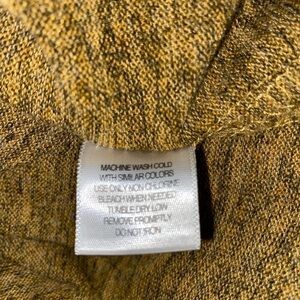 MACHINE WASH COLD
WITH SIMILAR COLORS
USE ONLY NON CHLORINE
BLEACH WHEN NEEDED
TUMBLE DRY LOW
REMOVE PROMPTLY
DO NOT IRON